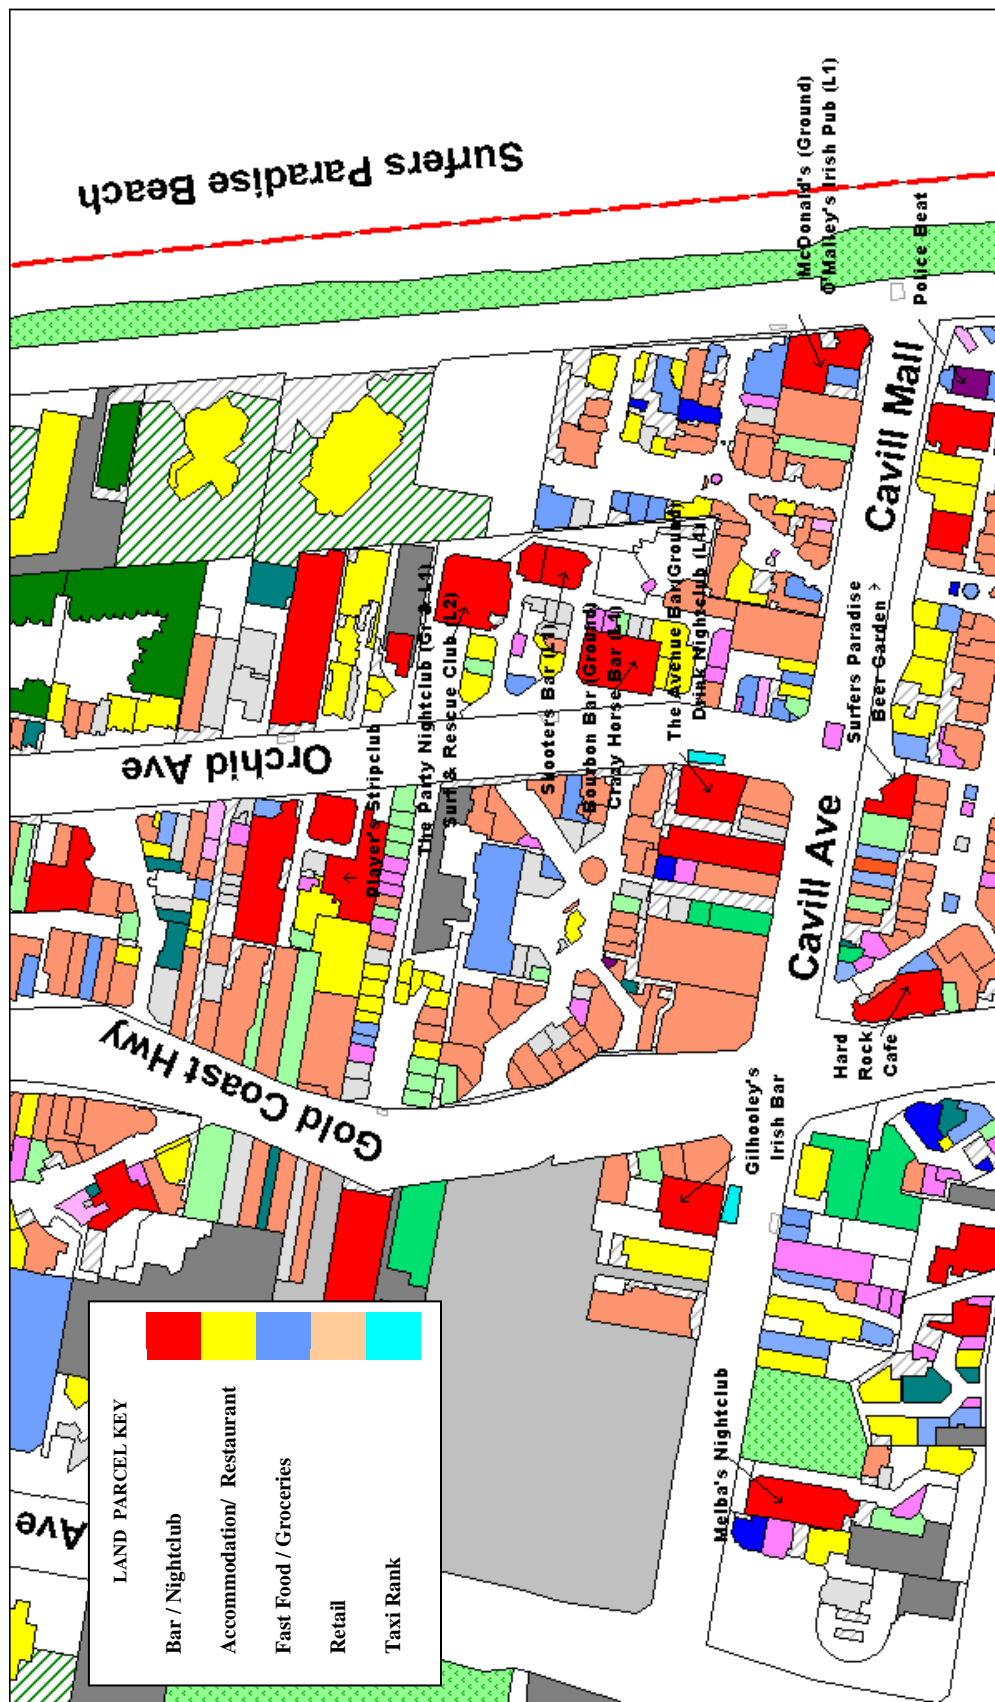 Surfers Paradise Beach
McDonald's (Ground)
O'Malley's Irish Pub (L1)
Police Beat
Cavill Mall
Orchid Ave
Player's Stripclub
The Party Nightclub (Gr & L1)
Surf & Rescue Club (L2)
Shooters Bar (L1)
Bourbon Bar (Ground)
Crazy Horse Bar (L1)
The Avenue Bar (Ground)
Drink Nightclub (L1)
Surfers Paradise
Beer Garden ?
Cavill Ave
Gold Coast Hwy
Hard
Rock
Cafe
Gilhooley's
Irish Bar
Melba's Nightclub
Ave
LAND PARCEL KEY
Bar / Nightclub
Accommodation/ Restaurant
Fast Food / Groceries
Retail
Taxi Rank